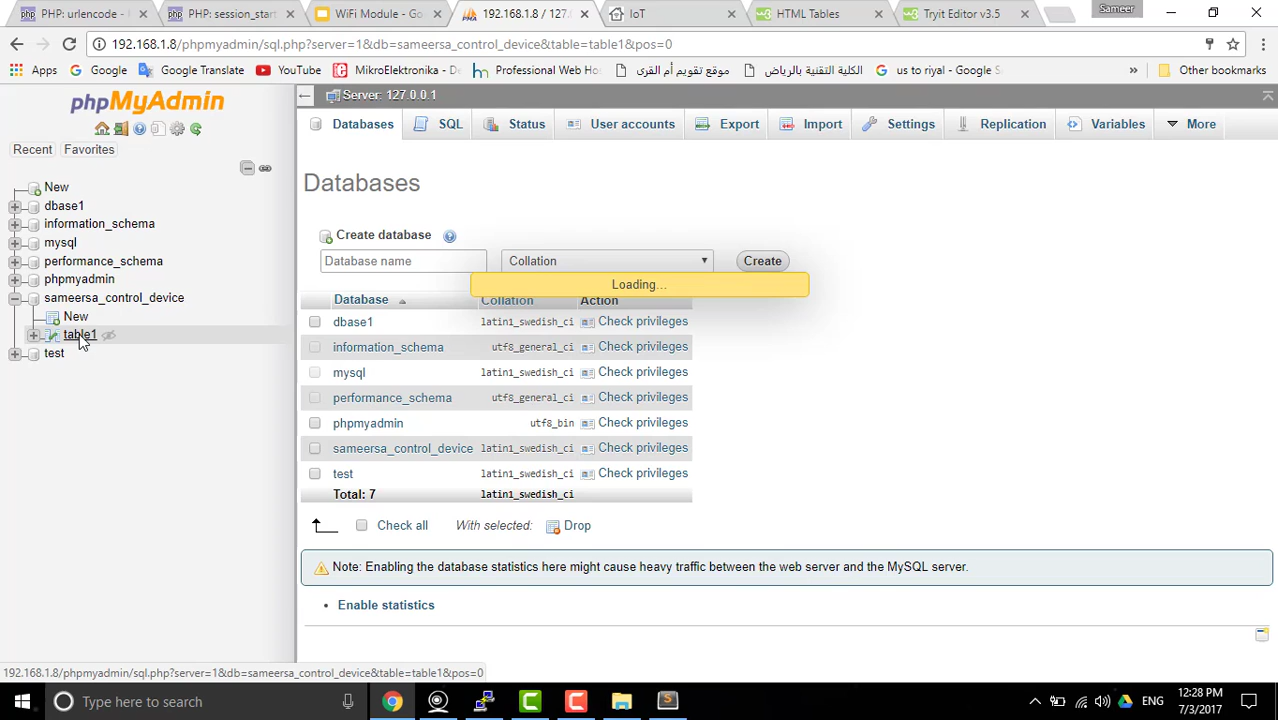 PHP: urlencode -
PHP: session_start
WiFi Module - Go
192.168.1.8 / 127.
IoT
HTML Tables
Tryit Editor v3.5
Sameer
192.168.1.8/phpmyadmin/sql.php?server=1&db=sameersa_control_device&table=table1&pos=0
Apps
Google
Google Translate
YouTube
MikroElektronika - De
Professional Web Ho
موقع تقويم أم القرى
الكلية التقنية بالرياض
us to riyal - Google S
»
Other bookmarks
phpMyAdmin
Recent
Favorites
New
dbase1
information_schema
mysql
performance_schema
phpmyadmin
sameersa_control_device
New
table1
test
Server: 127.0.0.1
Databases
SQL
Status
User accounts
Export
Import
Settings
Replication
Variables
More
Databases
Create database
Database name
Collation
Create
Loading...
Database
Collation
Action
dbase1 latin1_swedish_ci Check privileges
information_schema utf8_general_ci Check privileges
mysql latin1_swedish_ci Check privileges
performance_schema utf8_general_ci Check privileges
phpmyadmin utf8_bin Check privileges
sameersa_control_device latin1_swedish_ci Check privileges
test latin1_swedish_ci Check privileges
Total: 7 latin1_swedish_ci
Check all With selected: Drop
Note: Enabling the database statistics here might cause heavy traffic between the web server and the MySQL server.
• Enable statistics
192.168.1.8/phpmyadmin/sql.php?server=1&db=sameersa_control_device&table=table1&pos=0
Type here to search
ENG
12:28 PM
7/3/2017